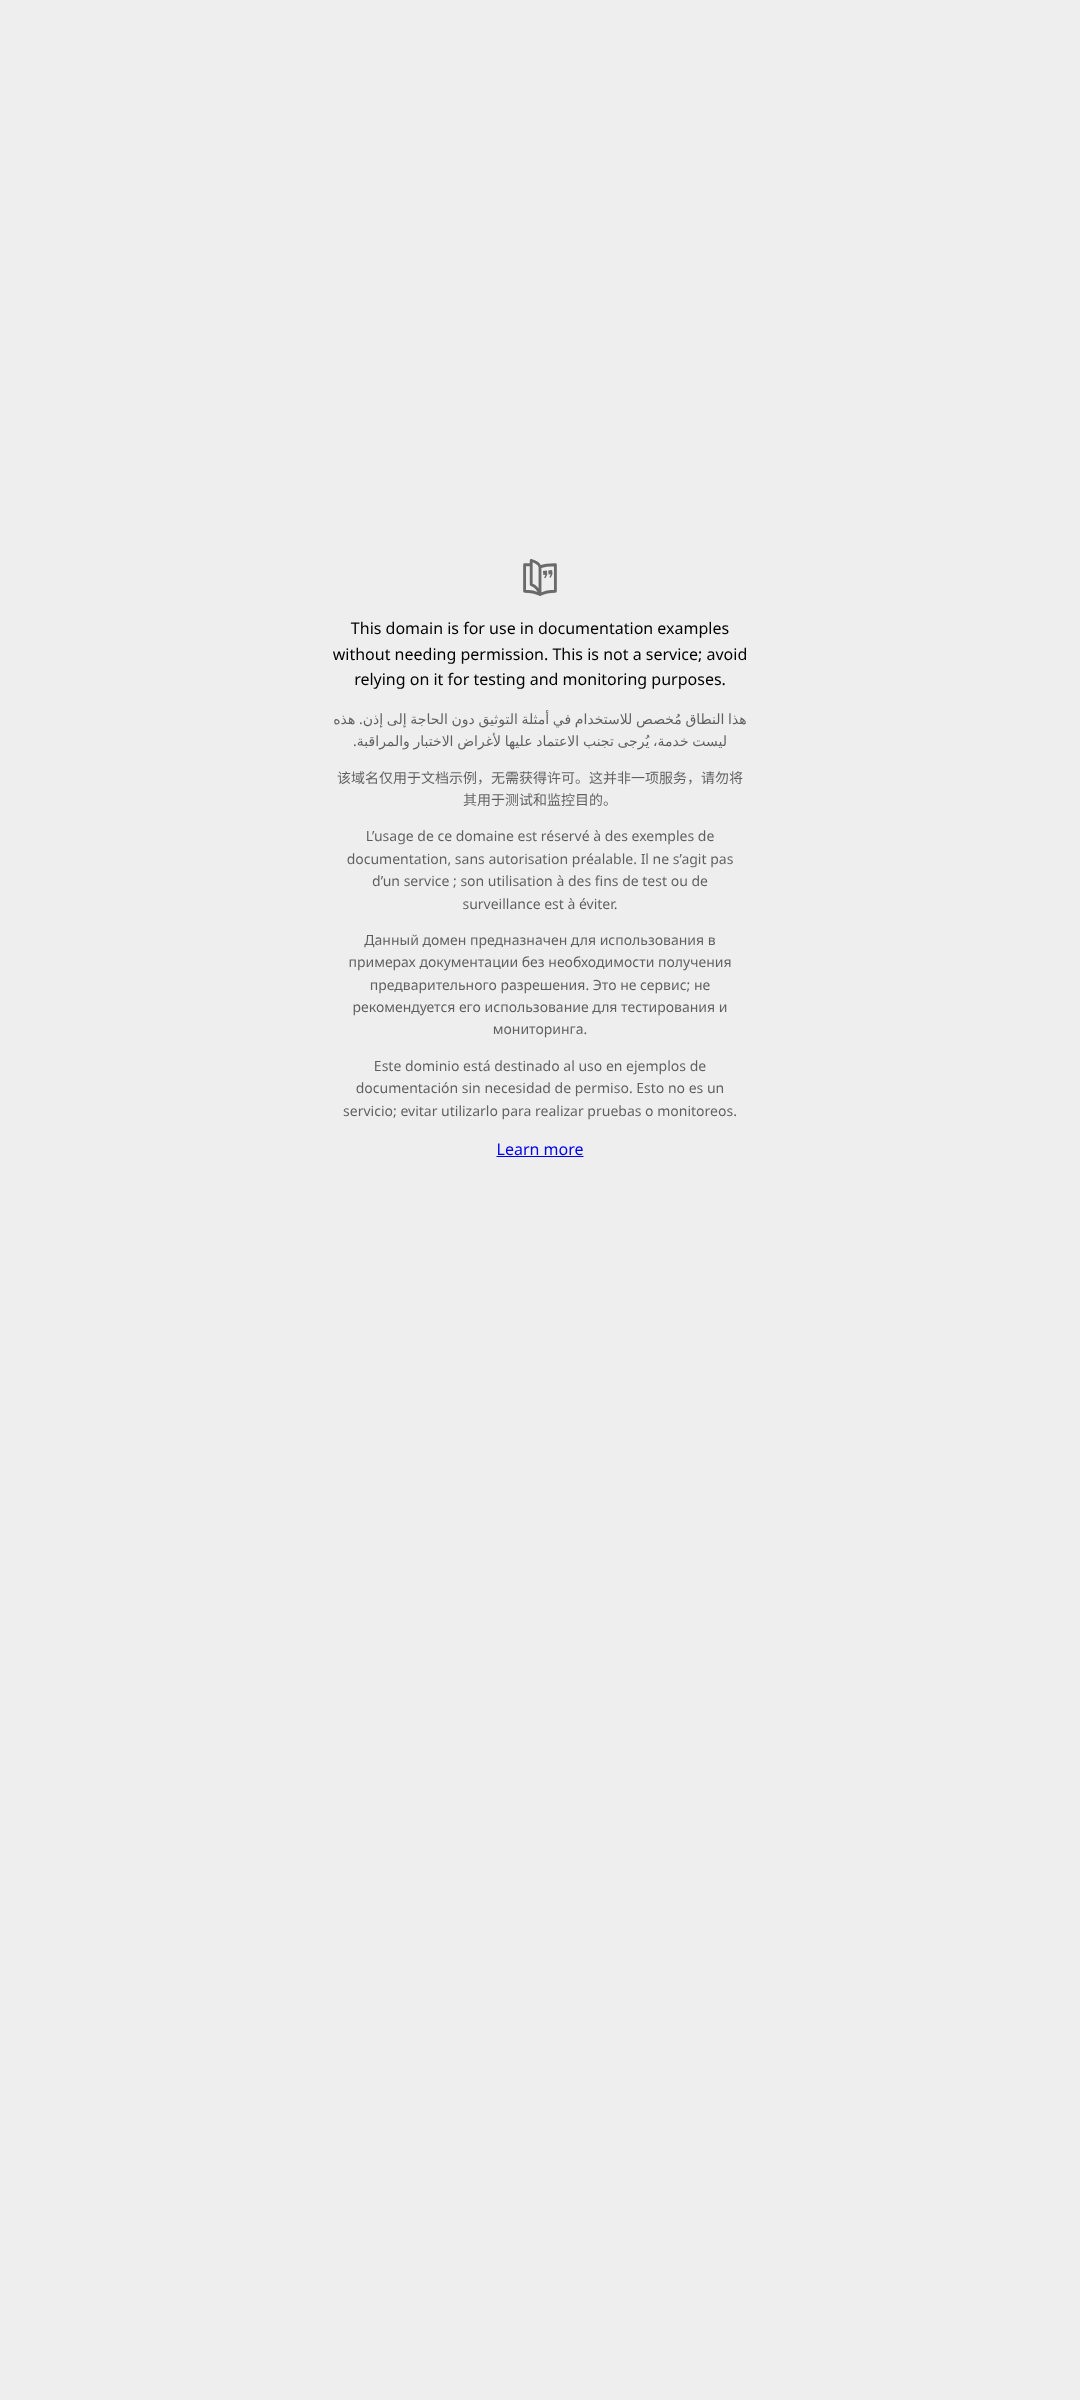 This domain is for use in documentation examples
without needing permission. This is not a service; avoid
relying on it for testing and monitoring purposes.
هذا النطاق مُخصص للاستخدام في أمثلة التوثيق دون الحاجة إلى إذن. هذه
ليست خدمة، يُرجى تجنب الاعتماد عليها لأغراض الاختبار والمراقبة.
该域名仅用于文档示例，无需获得许可。这并非一项服务，请勿将
其用于测试和监控目的。
L’usage de ce domaine est réservé à des exemples de
documentation, sans autorisation préalable. Il ne s’agit pas
d’un service ; son utilisation à des fins de test ou de
surveillance est à éviter.
Данный домен предназначен для использования в
примерах документации без необходимости получения
предварительного разрешения. Это не сервис; не
рекомендуется его использование для тестирования и
мониторинга.
Este dominio está destinado al uso en ejemplos de
documentación sin necesidad de permiso. Esto no es un
servicio; evitar utilizarlo para realizar pruebas o monitoreos.
Learn more